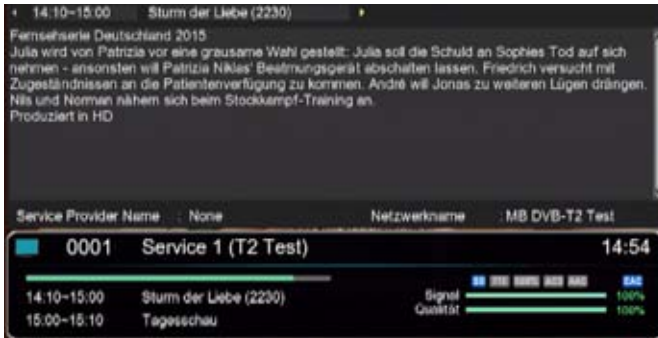 14:10~15:00 Sturm der Liebe (2230)
Fernsehserie Deutschland 2015
Julia wird von Patrizia vor eine grausame Wahl gestellt: Julia soll die Schuld an Sophies Tod auf sich
nehmen - ansonsten will Patrizia Niklas' Beatmungsgerät abschalten lassen. Friedrich versucht mit
Zugeständnissen an die Patientenverfügung zu kommen. André will Jonas zu weiteren Lügen drängen.
Nils und Norman nähern sich beim Stockkampf-Training an.
Produziert in HD
Service Provider Name : None Netzwerkname : MB DVB-T2 Test
0001 Service 1 (T2 Test) 14:54
14:10~15:00 Sturm der Liebe (2230) Signal 100%
15:00~15:10 Tagesschau Qualität 100%